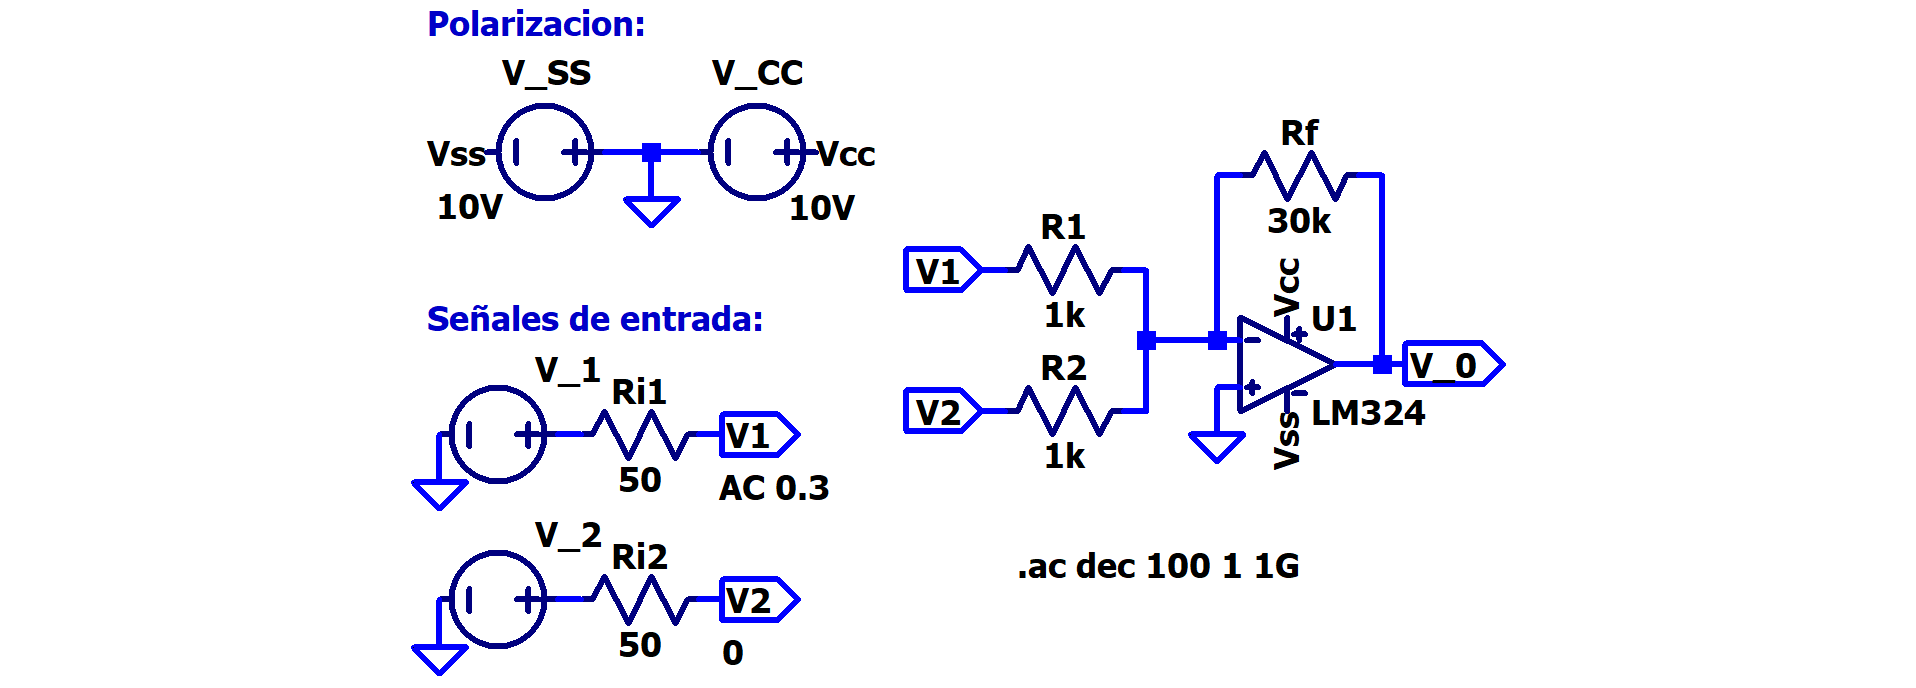 Polarizacion:
V_SS
V_CC
Vss
Vcc
10V
10V
Señales de entrada:
V_1
Ri1
V1
50
AC 0.3
V_2
Ri2
V2
50
0
Rf
30k
R1
V1
1k
Vcc
U1
R2
V2
1k
V_0
LM324
Vss
.ac dec 100 1 1G